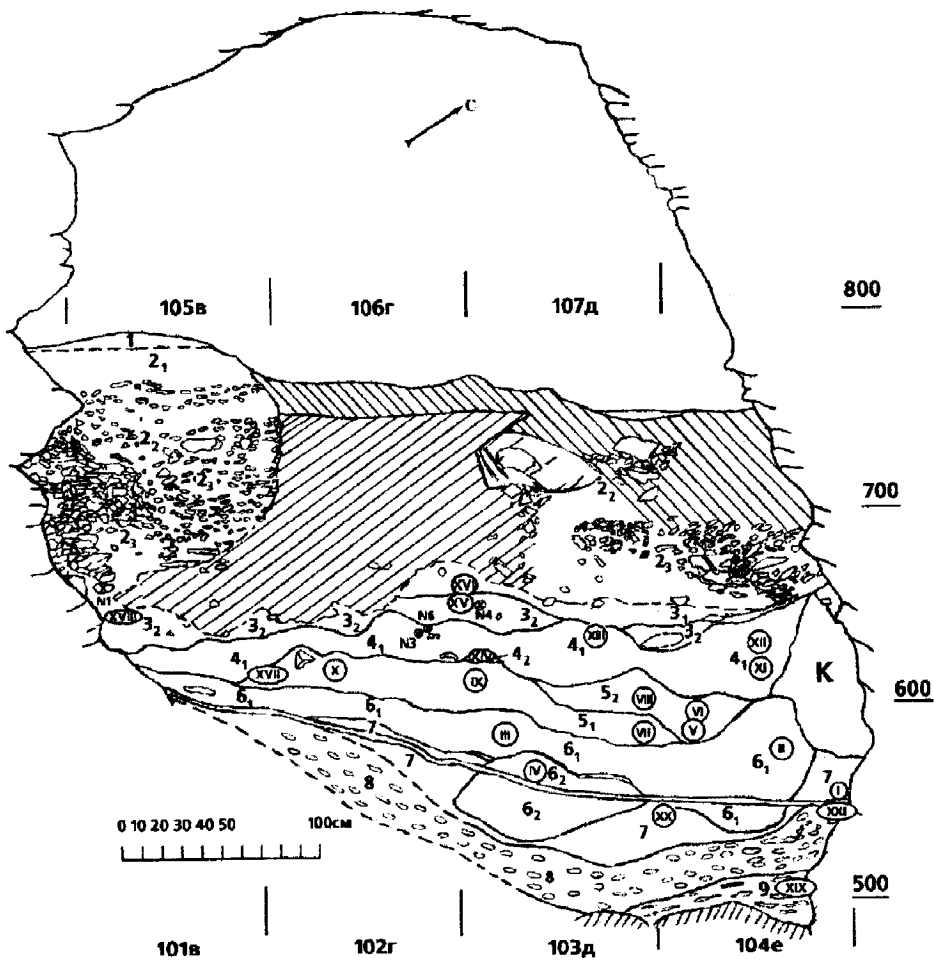 С
800
105в 106г 107д
1
2₁
2₂
2₃
2₂
700
2₃
2₃
N1
XVI
XV N4
XVIII
3₂ 3₂ 3₂ 3₂ 3₁
3₂
N6
N3
4₁ XIII XII
4₁ XVII X XIV 4₂ 4₁ XI
IX
К
600
5₂ VIII VI
6₁ 6₁ 5₁ VII V
7 III 6₁ II
6₁
8 7 IV 6₂ 7
I
6₂ XX 6₁ XXI
7
0 10 20 30 40 50 100см
8
9 XIX
500
101в 102г 103д 104е